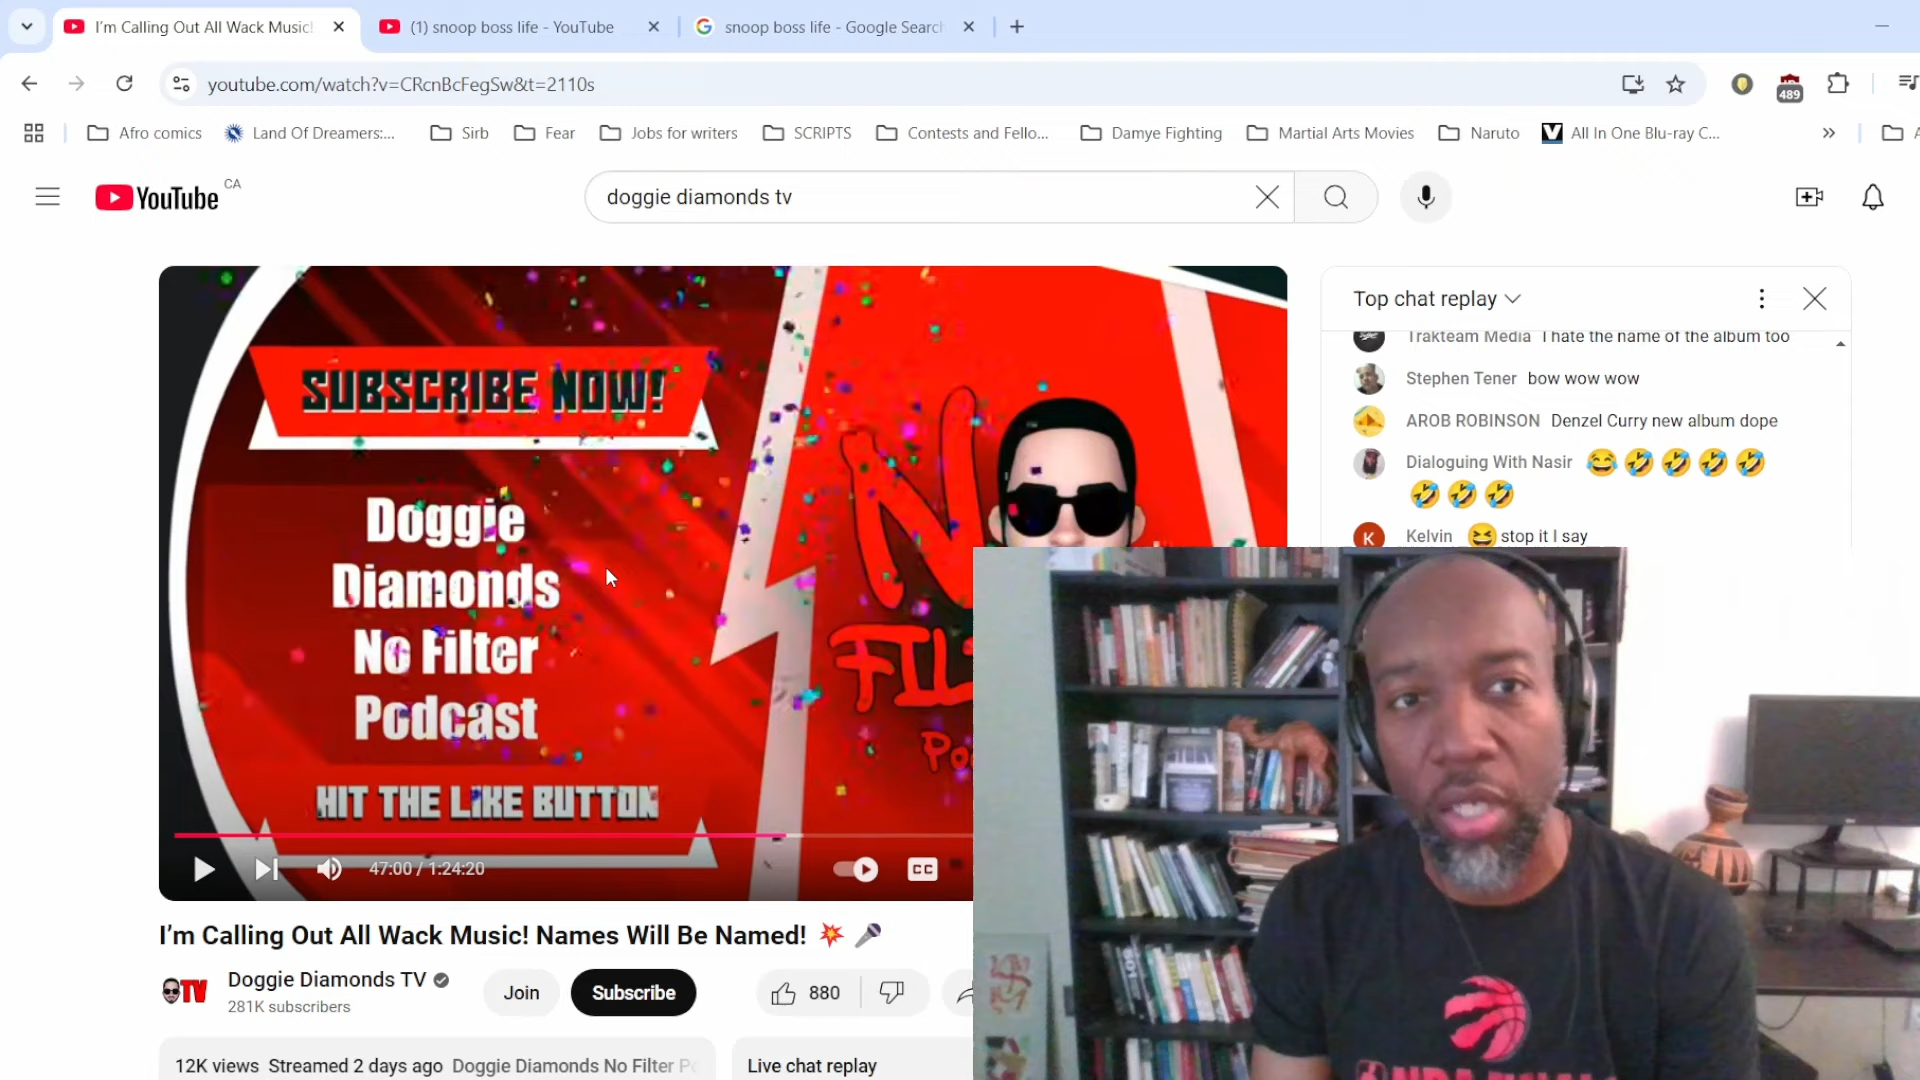 I'm Calling Out All Wack Music!
(1) snoop boss life - YouTube
snoop boss life - Google Search
youtube.com/watch?v=CRcnBcFegSw&t=2110s
489
Afro comics
Land Of Dreamers:...
Sirb
Fear
Jobs for writers
SCRIPTS
Contests and Fello...
Damye Fighting
Martial Arts Movies
Naruto
All In One Blu-ray C...
YouTube
CA
doggie diamonds tv
SUBSCRIBE NOW!
Doggie
Diamonds
No Filter
Podcast
HIT THE LIKE BUTTON
47:00 / 1:24:20
CC
Top chat replay
Trakteam Media I hate the name of the album too
Stephen Tener bow wow wow
AROB ROBINSON Denzel Curry new album dope
Dialoguing With Nasir 😂🤣🤣🤣🤣
🤣🤣🤣
K
Kelvin 😆 stop it I say
I'm Calling Out All Wack Music! Names Will Be Named! 💥 🎤
TV
Doggie Diamonds TV
281K subscribers
Join
Subscribe
880
12K views Streamed 2 days ago Doggie Diamonds No Filter
Live chat replay